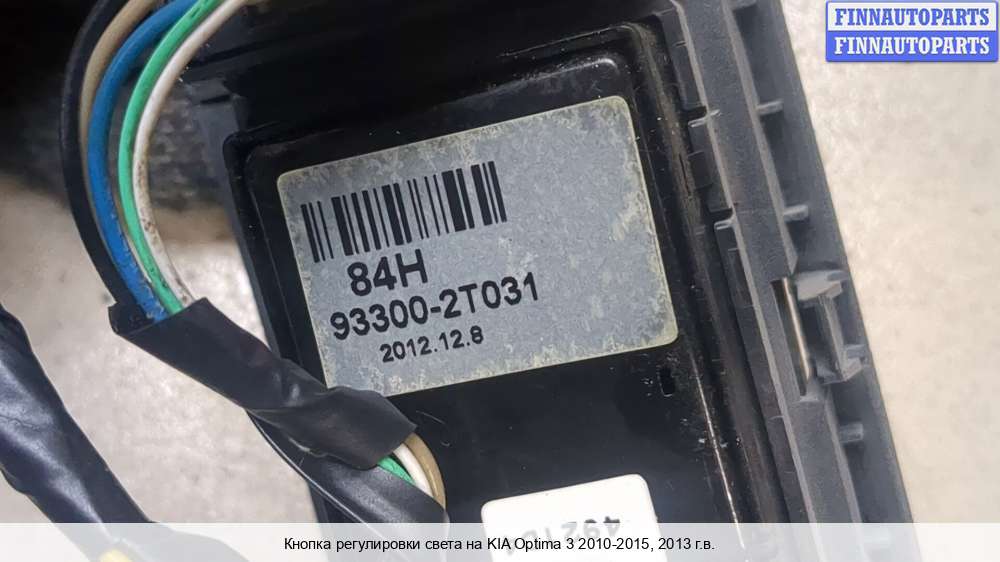 FINNAUTOPARTS
FINNAUTOPARTS
84H
93300-2T031
2012.12.8
Кнопка регулировки света на KIA Optima 3 2010-2015, 2013 г.в.